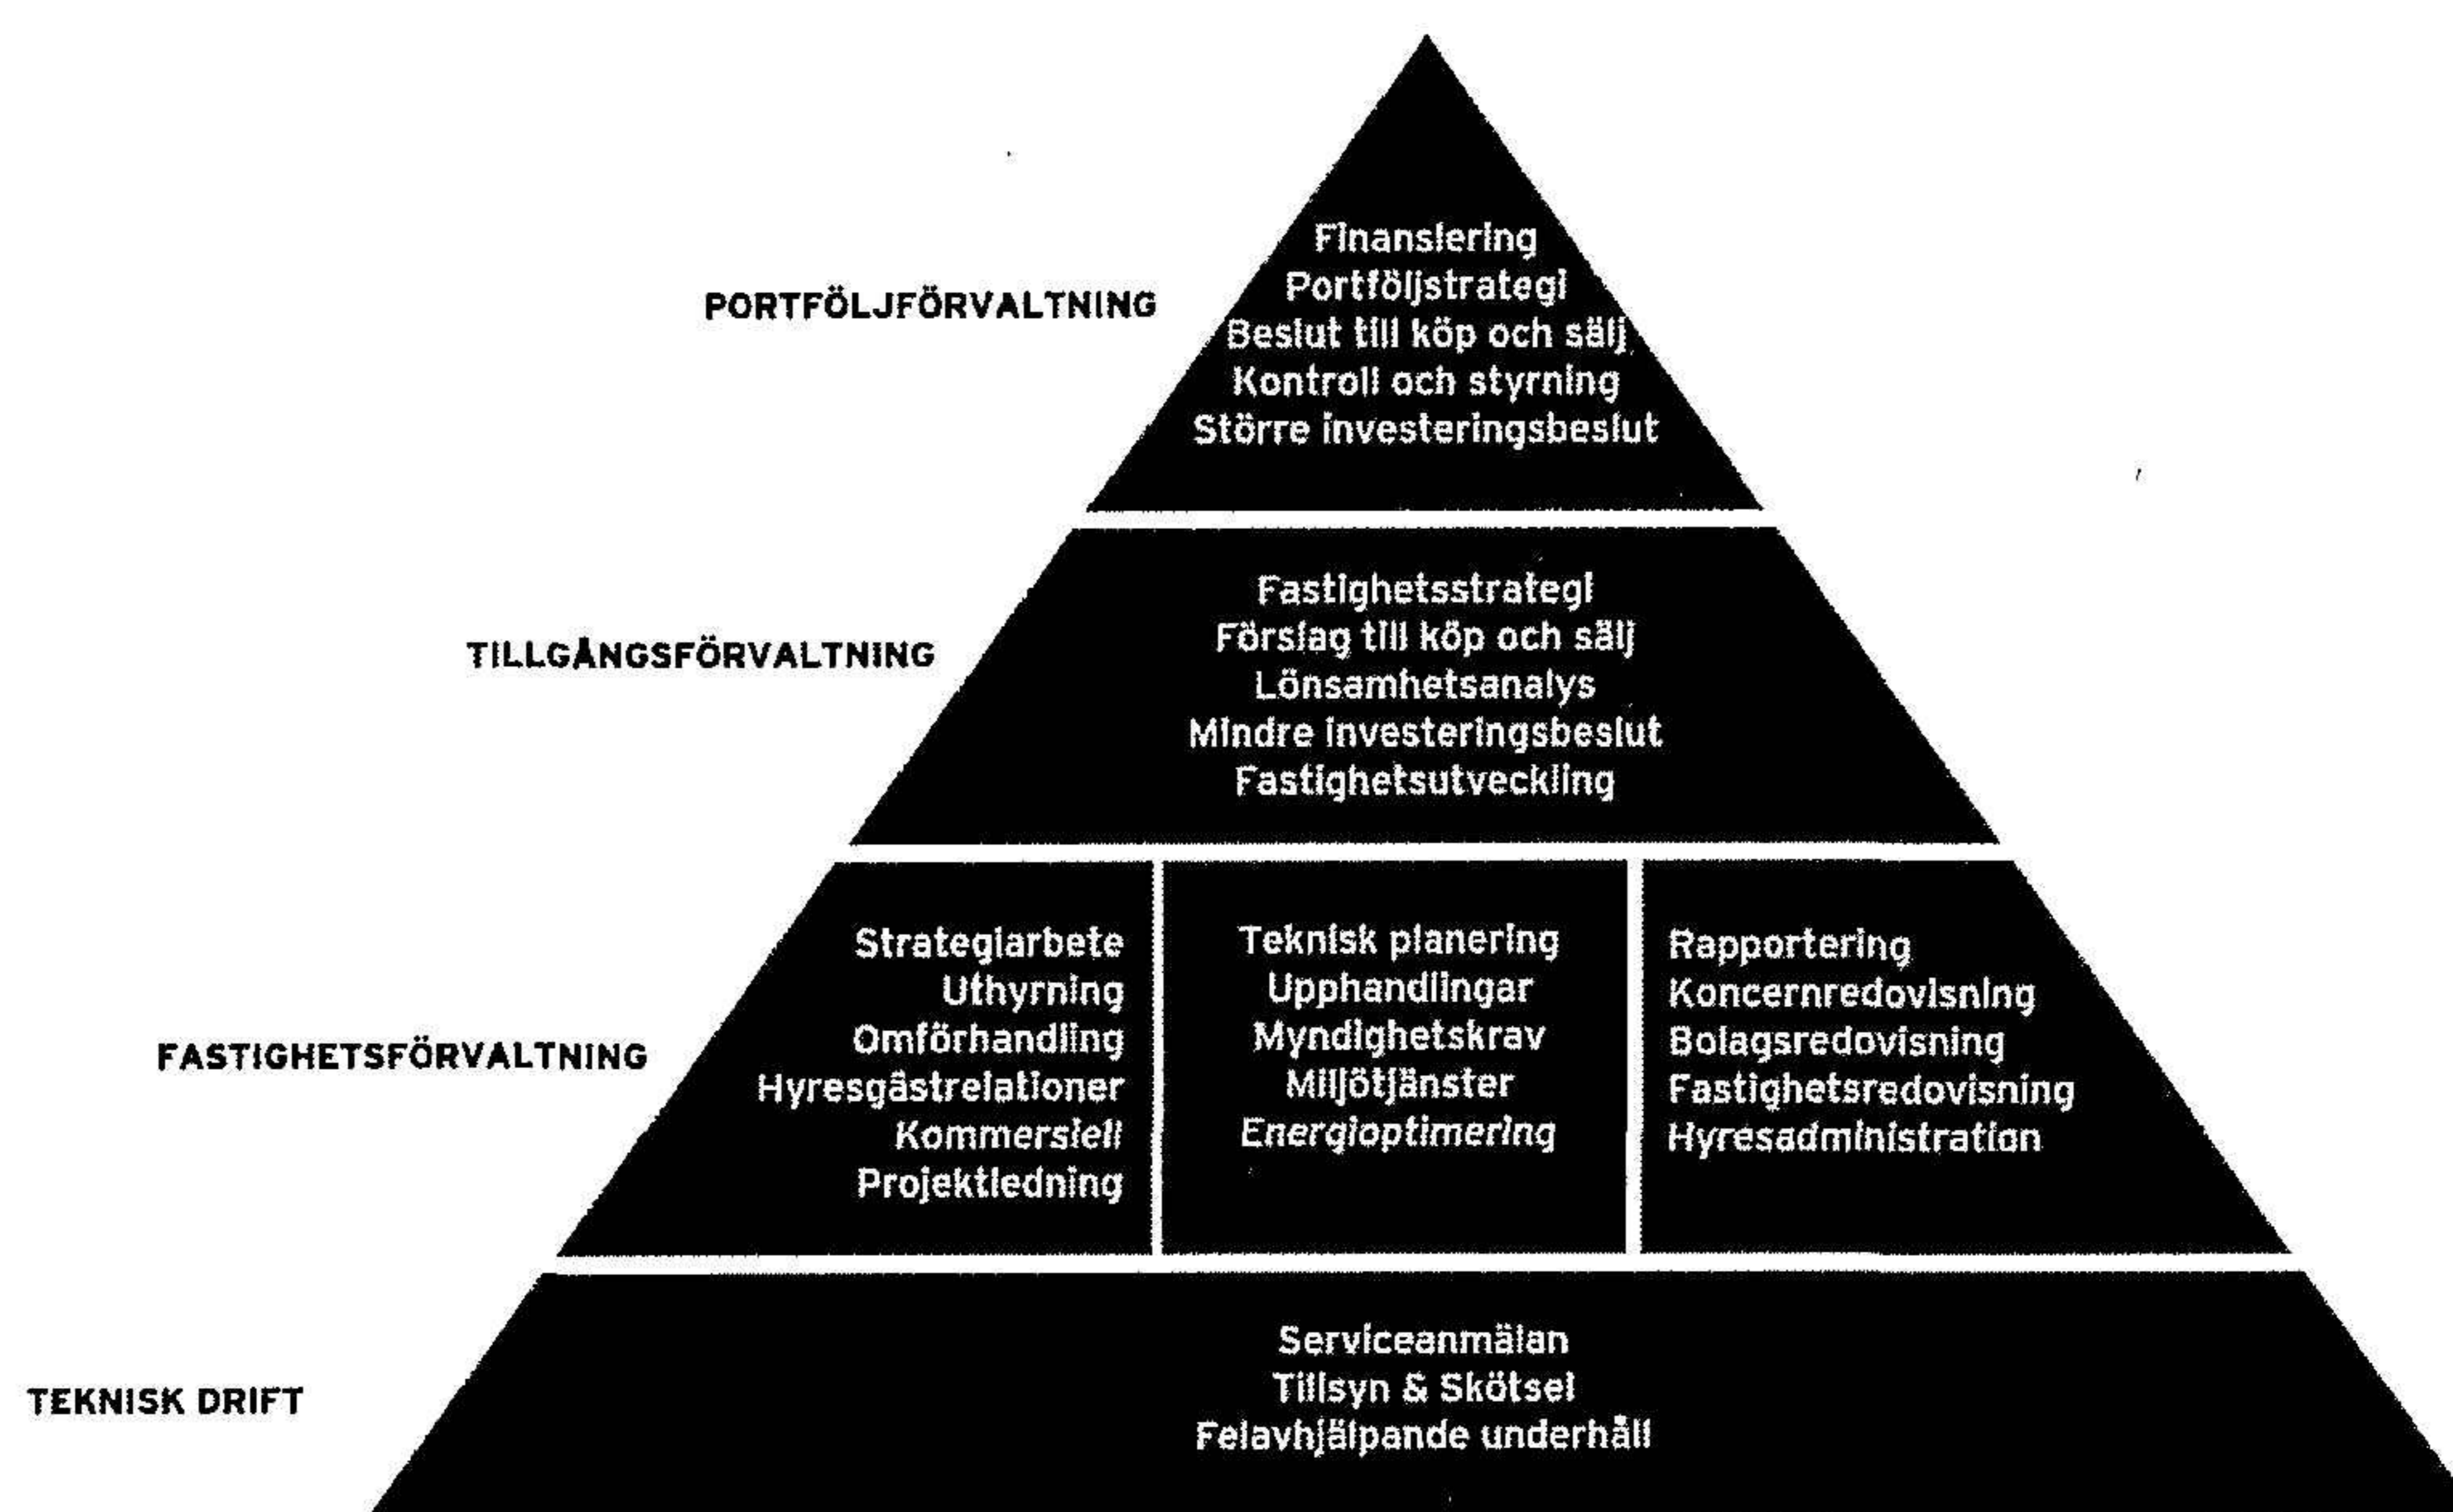 PORTFÖLJFÖRVALTNING
Finansiering
Portföljstrategi
Beslut till köp och sälj
Kontroll och styrning
Större investeringsbeslut
TILLGÅNGSFÖRVALTNING
Fastighetsstrategi
Förslag till köp och sälj
Lönsamhetsanalys
Mindre investeringsbeslut
Fastighetsutveckling
FASTIGHETSFÖRVALTNING
Strategiarbete
Uthyrning
Omförhandling
Hyresgästrelationer
Kommersiell
Projektledning
Teknisk planering
Upphandlingar
Myndighetskrav
Miljötjänster
Energioptimering
Rapportering
Koncernredovisning
Bolagsredovisning
Fastighetsredovisning
Hyresadministration
TEKNISK DRIFT
Serviceanmälan
Tillsyn & Skötsel
Felavhjälpande underhåll